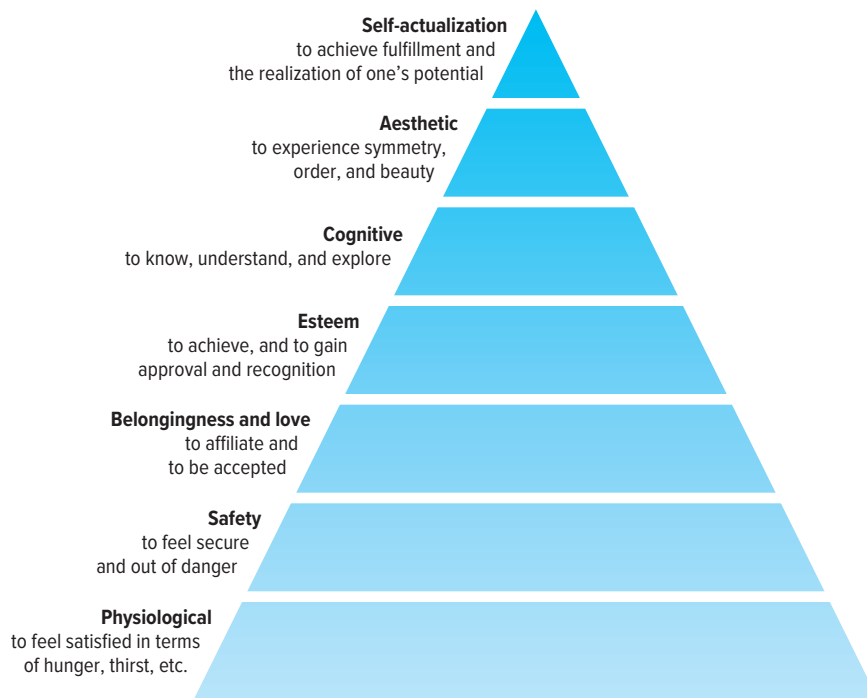 Self-actualization
to achieve fulfillment and
the realization of one’s potential
Aesthetic
to experience symmetry,
order, and beauty
Cognitive
to know, understand, and explore
Esteem
to achieve, and to gain
approval and recognition
Belongingness and love
to affiliate and
to be accepted
Safety
to feel secure
and out of danger
Physiological
to feel satisfied in terms
of hunger, thirst, etc.